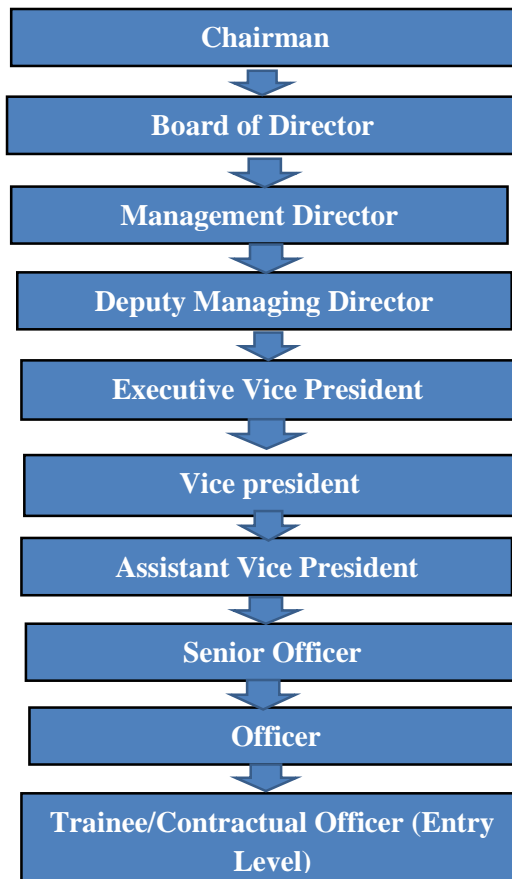 Chairman
Board of Director
Management Director
Deputy Managing Director
Executive Vice President
Vice president
Assistant Vice President
Senior Officer
Officer
Trainee/Contractual Officer (Entry
Level)